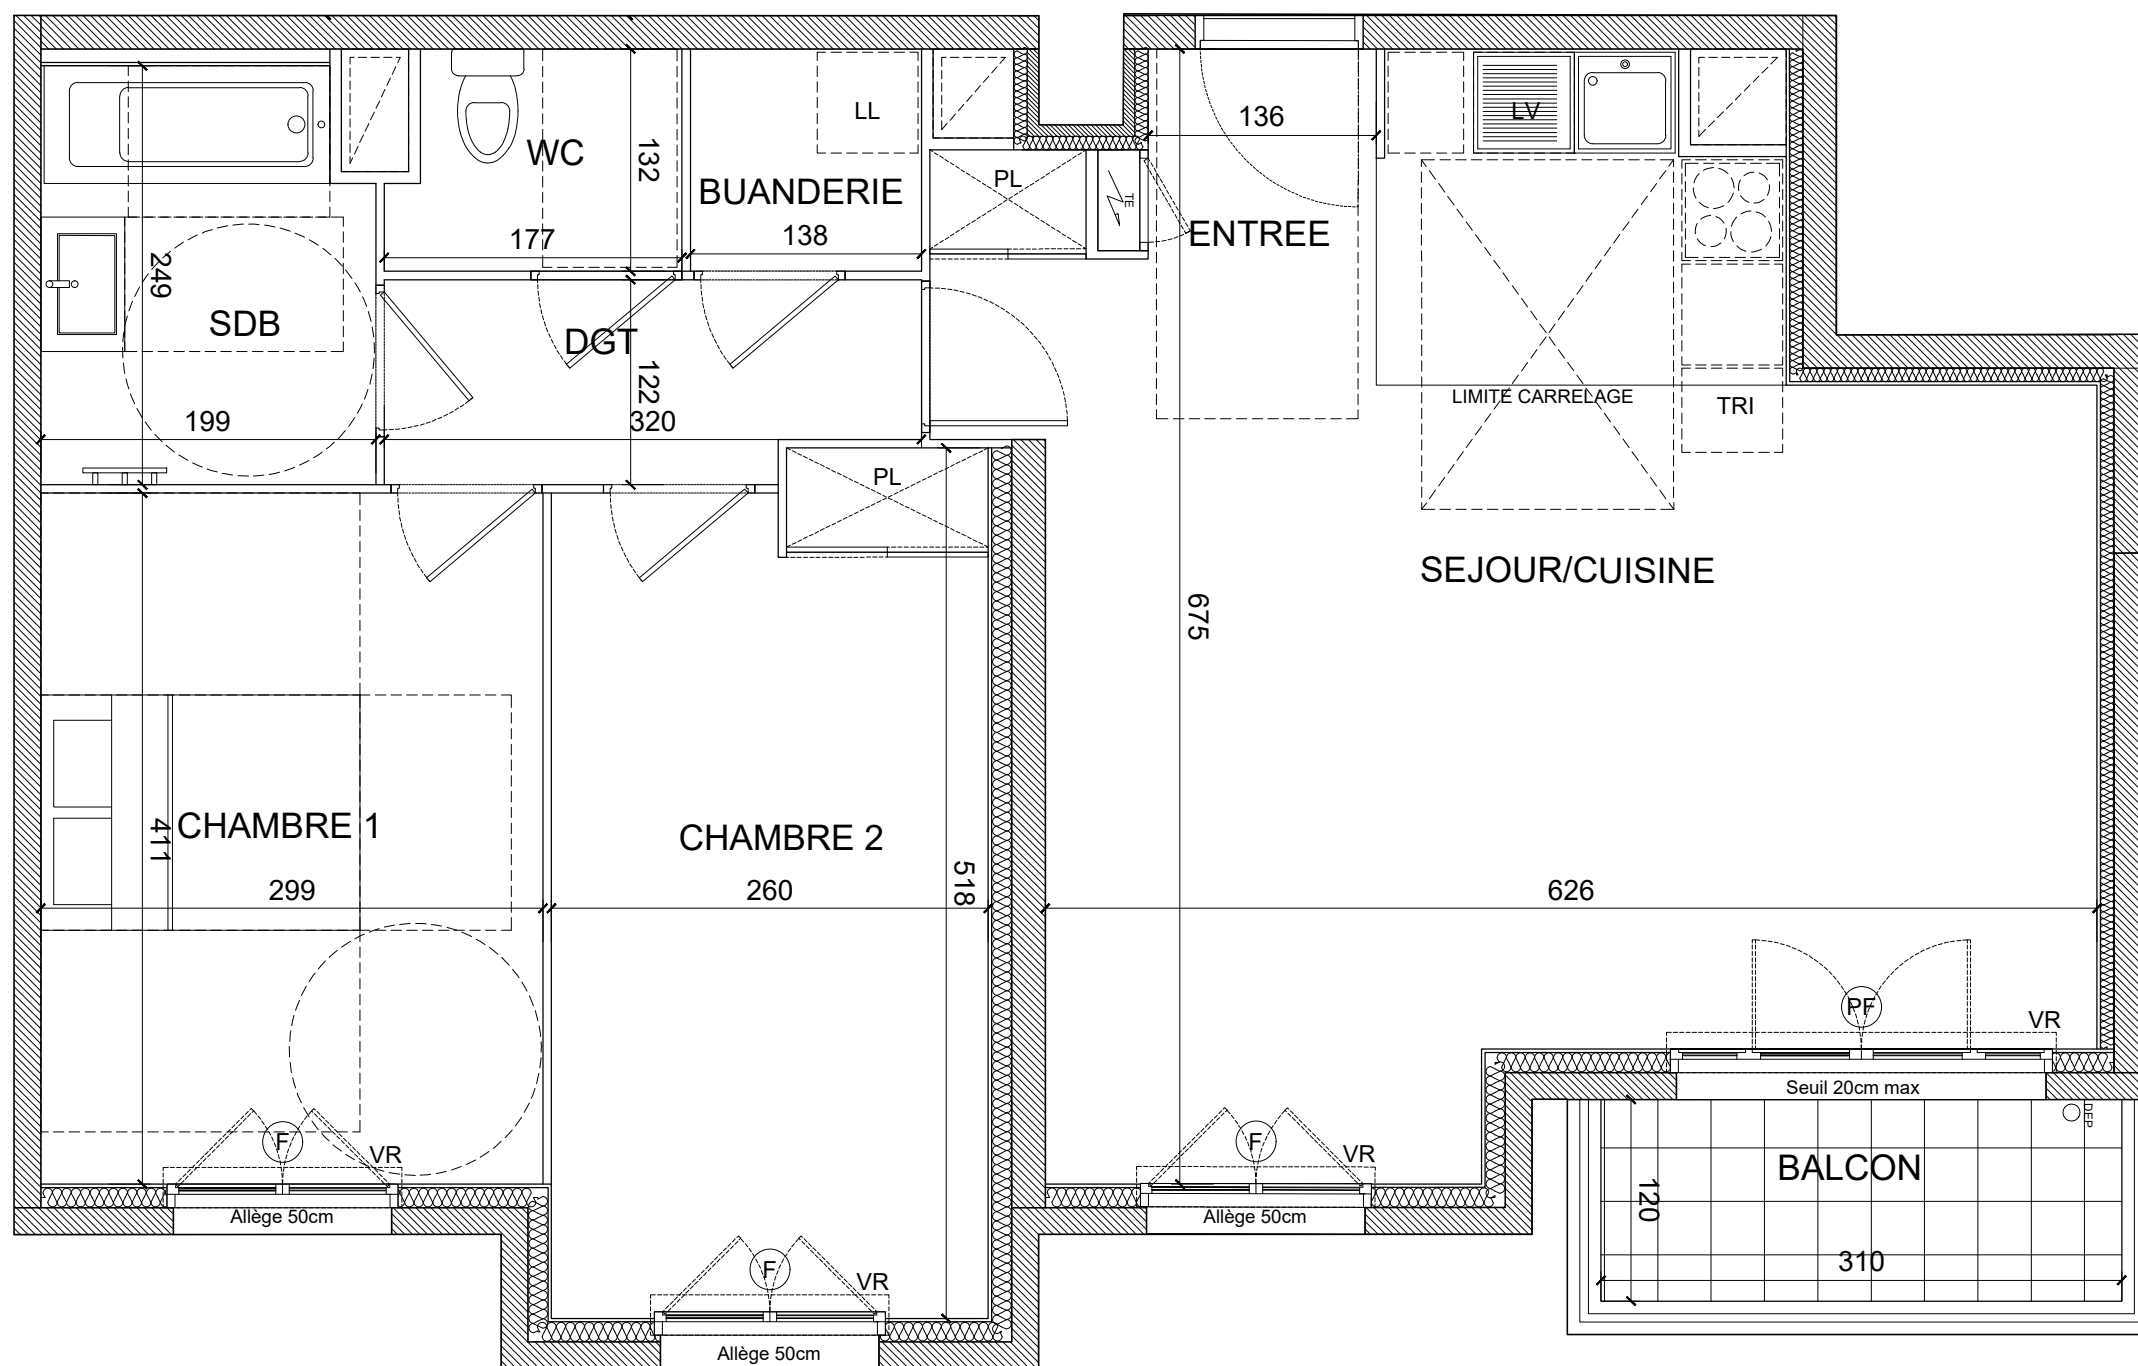 LL
LV
136
WC
132
BUANDERIE
PL
TE
ENTREE
177
138
249
SDB
DGT
122
LIMITE CARRELAGE
TRI
199
320
PL
SEJOUR/CUISINE
675
CHAMBRE 1
411
CHAMBRE 2
518
299
260
626
PF
VR
Seuil 20cm max
DEP
F
VR
F
VR
BALCON
120
Allège 50cm
Allège 50cm
310
F
VR
Allège 50cm